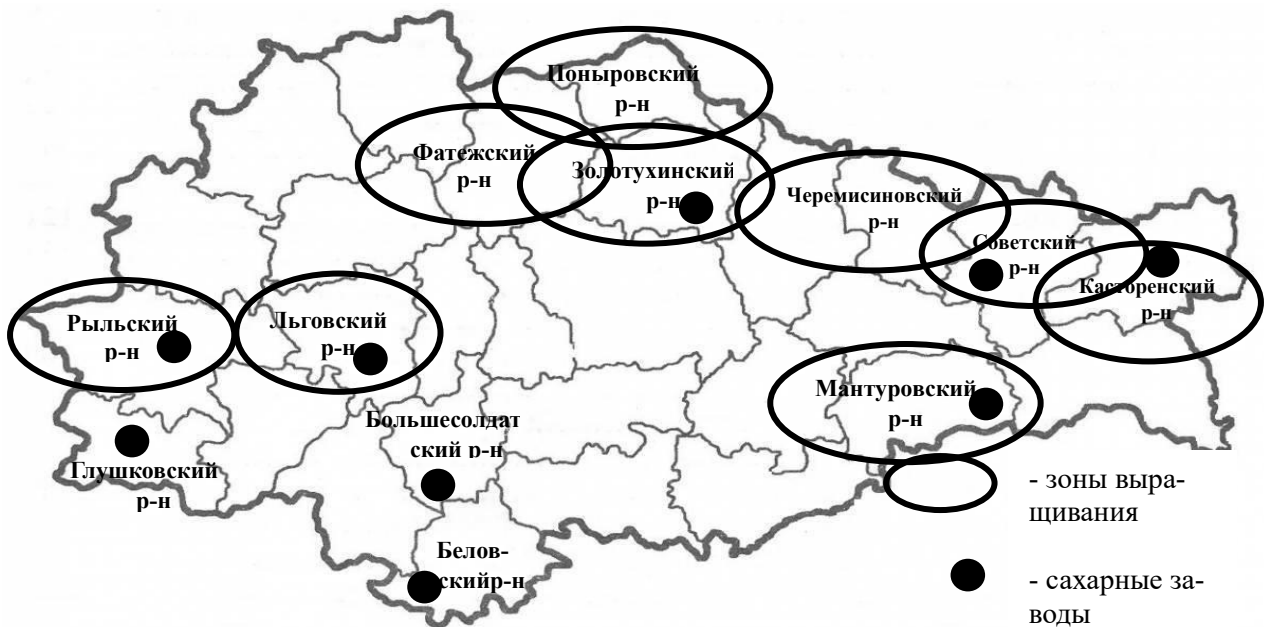 Поныровский
р-н
Фатежский
р-н
Золотухинский
р-н
Черемисиновский
р-н
Советский
р-н
Касторенский
р-н
Рыльский
р-н
Льговский
р-н
Мантуровский
р-н
Большесолдат
ский р-н
Глушковский
р-н
Белов-
скийр-н
- зоны выра-
щивания
- сахарные за-
воды